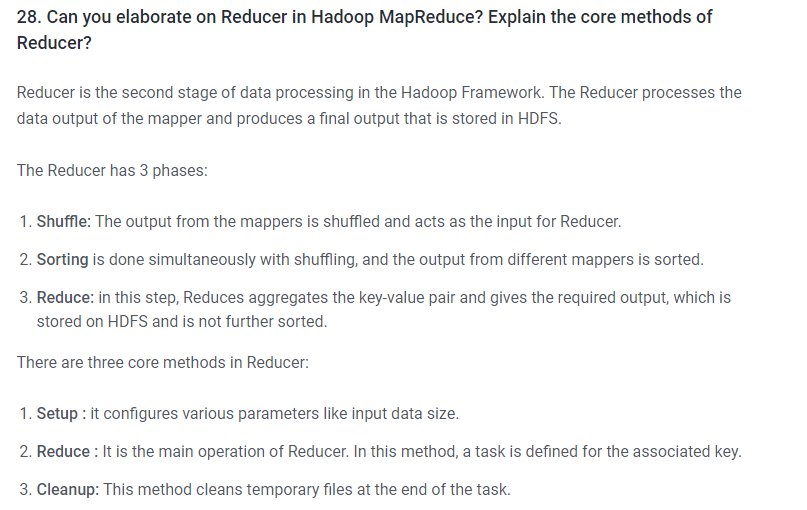 28. Can you elaborate on Reducer in Hadoop MapReduce? Explain the core methods of
Reducer?
Reducer is the second stage of data processing in the Hadoop Framework. The Reducer processes the
data output of the mapper and produces a final output that is stored in HDFS.
The Reducer has 3 phases:
1. Shuffle: The output from the mappers is shuffled and acts as the input for Reducer.
2. Sorting is done simultaneously with shuffling, and the output from different mappers is sorted.
3. Reduce: in this step, Reduces aggregates the key-value pair and gives the required output, which is
stored on HDFS and is not further sorted.
There are three core methods in Reducer:
1. Setup : it configures various parameters like input data size.
2. Reduce : It is the main operation of Reducer. In this method, a task is defined for the associated key.
3. Cleanup: This method cleans temporary files at the end of the task.